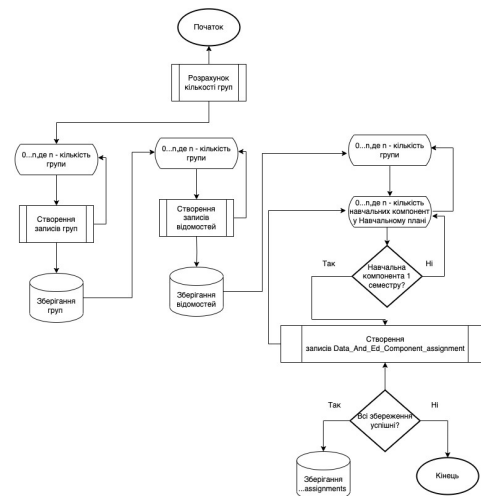 Початок
Розрахунок
кількості груп
0...n,де n - кількість
групи
Створення
записів груп
Зберігання
груп
0...n,де n - кількість
групи
Створення
записів
відомостей
Зберігання
відомостей
0...n,де n - кількість
групи
0...n,де n - кількість
навчальних компонент
у Навчальному плані
Так
Ні
Навчальна
компонента 1
семестру?
Створення
записів Data_And_Ed_Component_assignment
Так
Ні
Всі збереження
успішні?
Зберігання
...assignments
Кінець